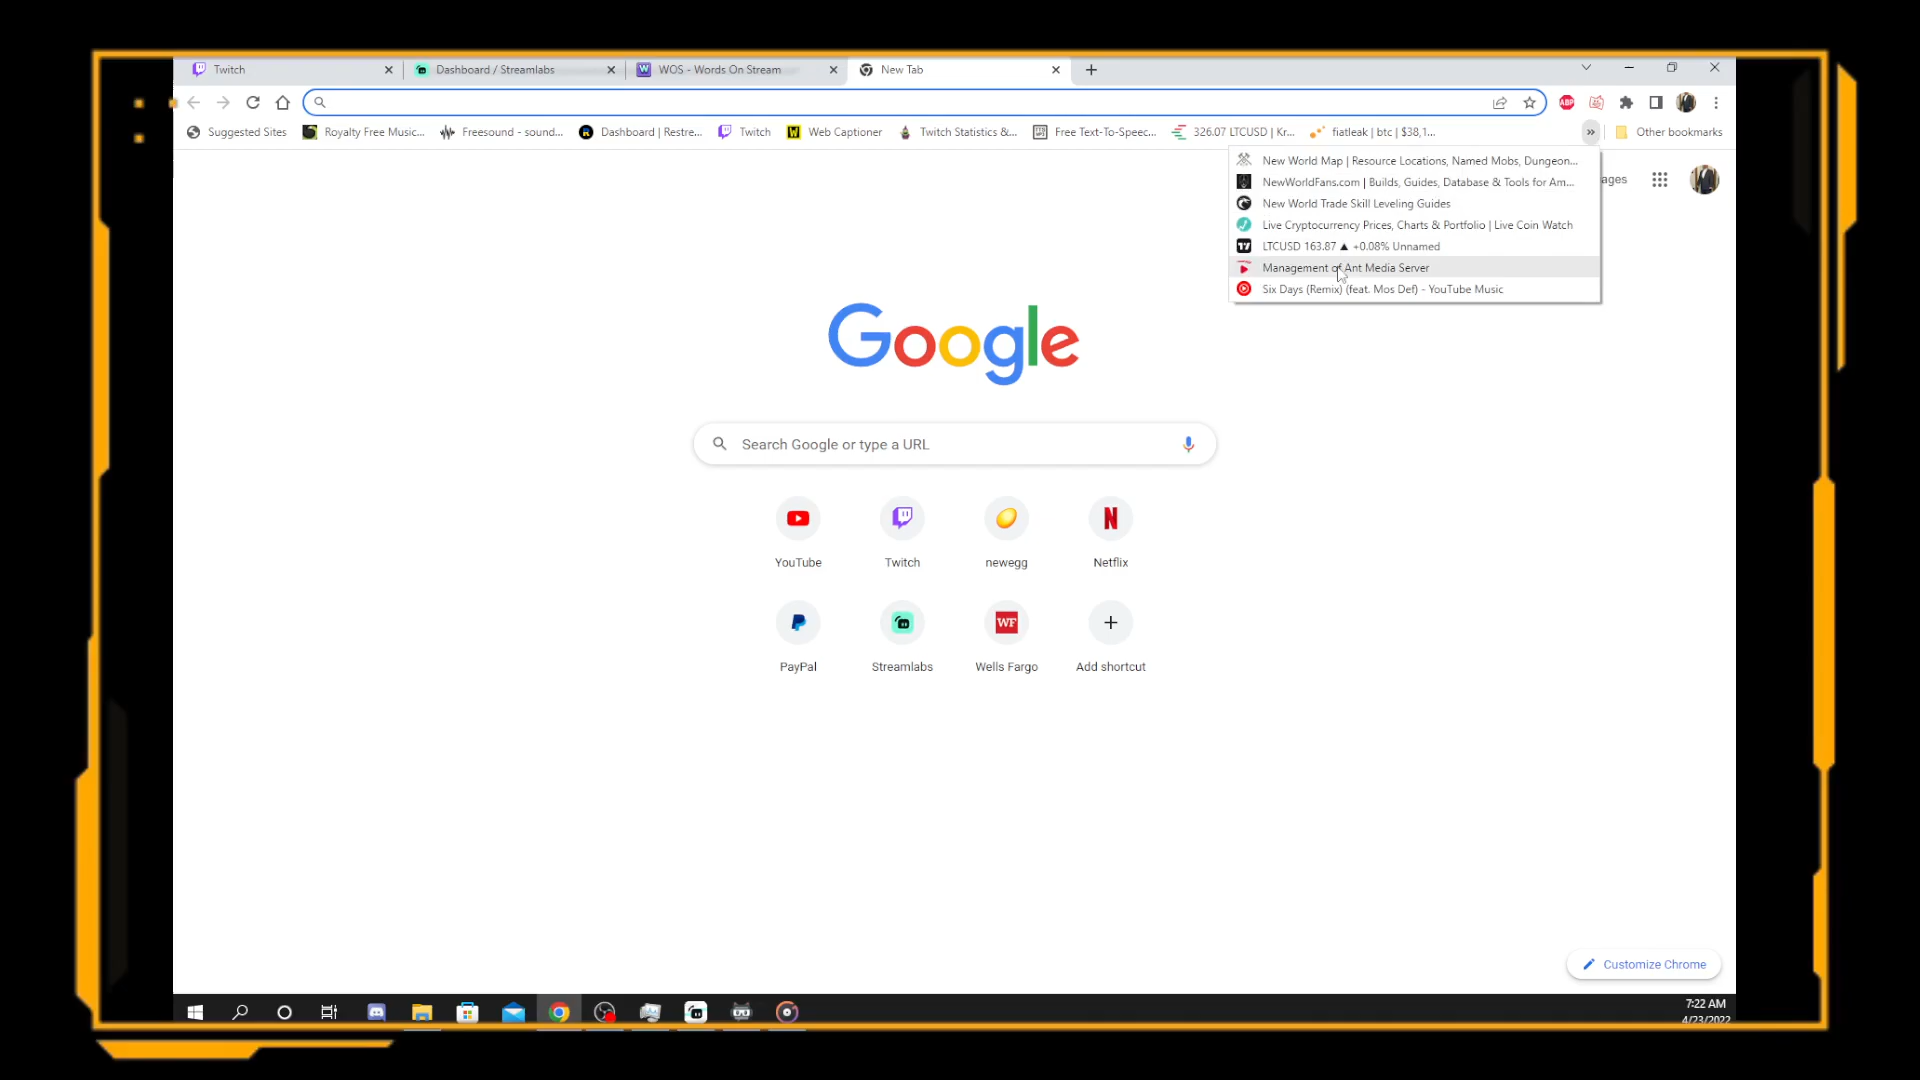 Twitch
Dashboard / Streamlabs
WOS - Words On Stream
New Tab
ABP
Suggested Sites
Royalty Free Music...
Freesound - soun...
Dashboard | Restre...
Twitch
Web Captioner
Twitch Statistics &...
Free Text-To-Speec...
326.07 LTCUSD | Kr...
fiatleak | btc | $38,1...
»
Other bookmarks
New World Map | Resource Locations, Named Mobs, Dungeon...
NewWorldFans.com | Builds, Guides, Database & Tools for Am...
New World Trade Skill Leveling Guides
Live Cryptocurrency Prices, Charts & Portfolio | Live Coin Watch
LTCUSD 163.87 ▲ +0.08% Unnamed
Management of Ant Media Server
Six Days (Remix) (feat. Mos Def) - YouTube Music
ages
Google
Search Google or type a URL
YouTube
Twitch
newegg
Netflix
WF
PayPal
Streamlabs
Wells Fargo
Add shortcut
Customize Chrome
7:22 AM
4/23/2022